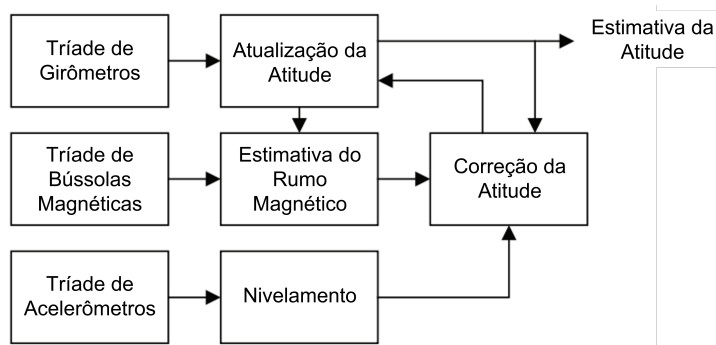 Tríade de
Girômetros
Atualização da
Atitude
Estimativa da
Atitude
Tríade de
Bússolas
Magnéticas
Estimativa do
Rumo
Magnético
Correção da
Atitude
Tríade de
Acelerômetros
Nivelamento